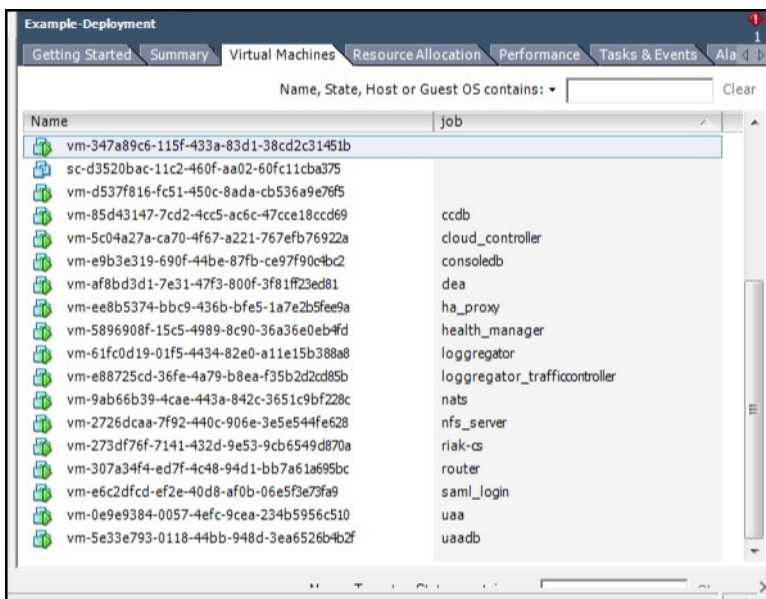 Example-Deployment
1
Getting Started Summary Virtual Machines Resource Allocation Performance Tasks & Events Ala
Name, State, Host or Guest OS contains: Clear
Name job
vm-347a89c6-115f-433a-83d1-38cd2c31451b
sc-d3520bac-11c2-460f-aa02-60fc11cba375
vm-d537f816-fc51-450c-8ada-cb536a9e76f5
vm-85d43147-7cd2-4cc5-ac6c-47cce18ccd69 ccdb
vm-5c04a27a-ca70-4f67-a221-767efb76922a cloud_controller
vm-e9b3e319-690f-44be-87fb-ce97f90c4bc2 consoledb
vm-af8bd3d1-7e31-47f3-800f-3f81ff23ed81 dea
vm-ee8b5374-bbc9-436b-bfe5-1a7e2b5fee9a ha_proxy
vm-5896908f-15c5-4989-8c90-36a36e0eb4fd health_manager
vm-61fc0d19-01f5-4434-82e0-a11e15b388a8 loggregator
vm-e88725cd-36fe-4a79-b8ea-f35b2d2cd85b loggregator_trafficcontroller
vm-9ab66b39-4cae-443a-842c-3651c9bf228c nats
vm-2726dcaa-7f92-440c-906e-3e5e544fe628 nfs_server
vm-273df76f-7141-432d-9e53-9cb6549d870a riak-cs
vm-307a34f4-ed7f-4c48-94d1-bb7a61a695bc router
vm-e6c2dfcd-ef2e-40d8-af0b-06e5f3e73fa9 saml_login
vm-0e9e9384-0057-4efc-9cea-234b5956c510 uaa
vm-5e33e793-0118-44bb-948d-3ea6526b4b2f uaadb